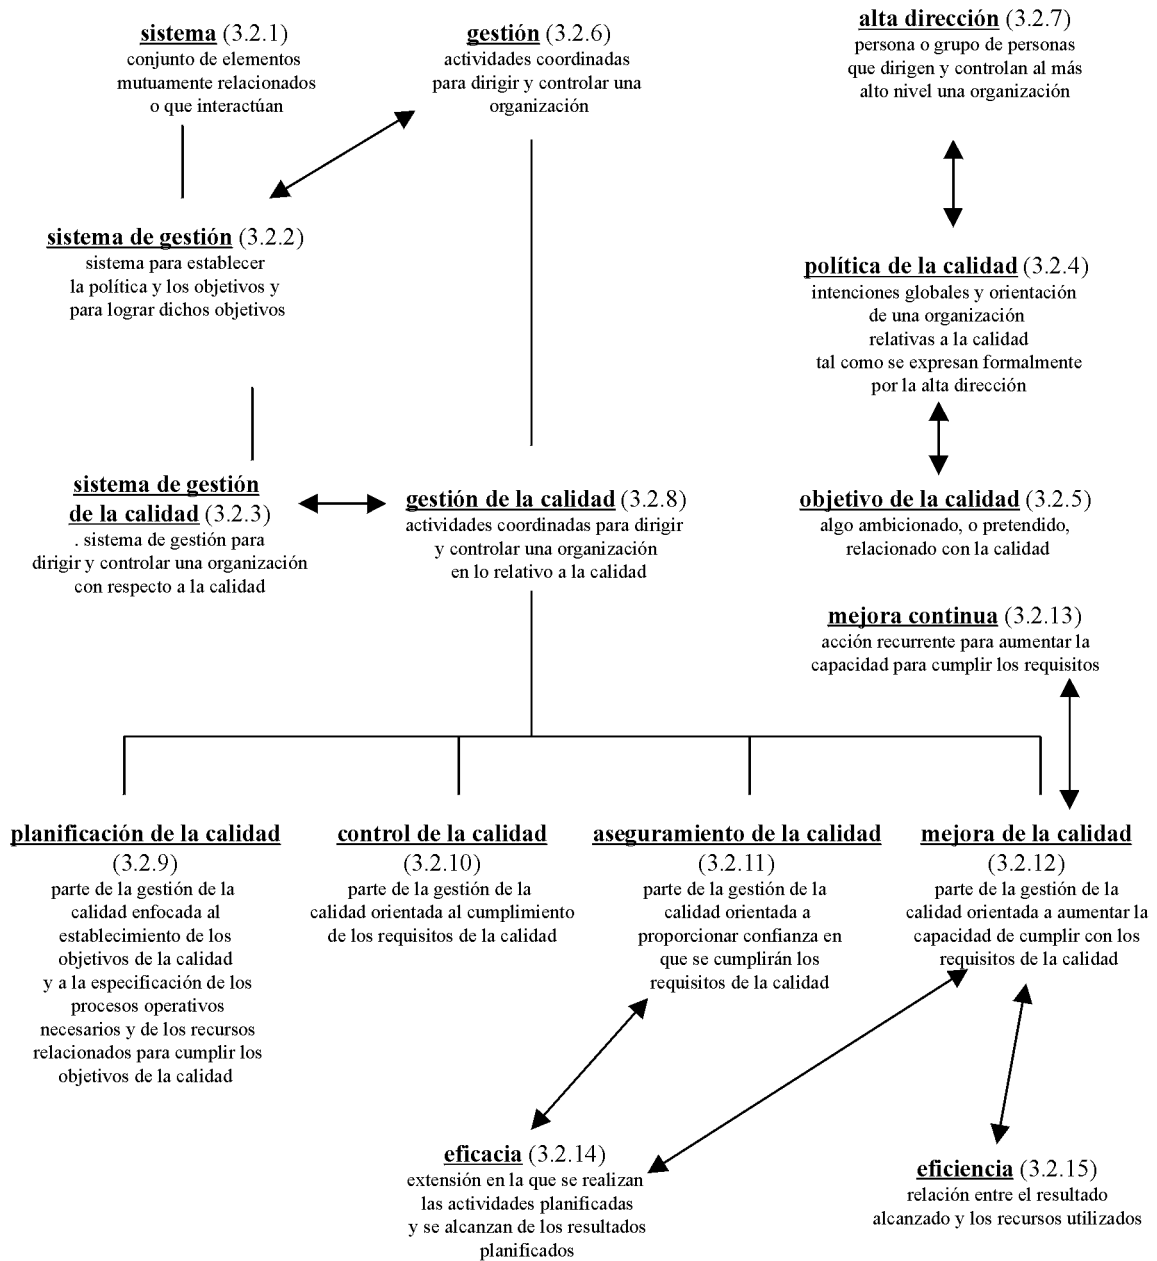 sistema (3.2.1)
conjunto de elementos
mutuamente relacionados
o que interactúan
gestión (3.2.6)
actividades coordinadas
para dirigir y controlar una
organización
alta dirección (3.2.7)
persona o grupo de personas
que dirigen y controlan al más
alto nivel una organización
sistema de gestión (3.2.2)
sistema para establecer
la política y los objetivos y
para lograr dichos objetivos
política de la calidad (3.2.4)
intenciones globales y orientación
de una organización
relativas a la calidad
tal como se expresan formalmente
por la alta dirección
sistema de gestión
de la calidad (3.2.3)
. sistema de gestión para
dirigir y controlar una organización
con respecto a la calidad
gestión de la calidad (3.2.8)
actividades coordinadas para dirigir
y controlar una organización
en lo relativo a la calidad
objetivo de la calidad (3.2.5)
algo ambicionado, o pretendido,
relacionado con la calidad
mejora continua (3.2.13)
acción recurrente para aumentar la
capacidad para cumplir los requisitos
planificación de la calidad
(3.2.9)
parte de la gestión de la
calidad enfocada al
establecimiento de los
objetivos de la calidad
y a la especificación de los
procesos operativos
necesarios y de los recursos
relacionados para cumplir los
objetivos de la calidad
control de la calidad
(3.2.10)
parte de la gestión de la
calidad orientada al cumplimiento
de los requisitos de la calidad
aseguramiento de la calidad
(3.2.11)
parte de la gestión de la
calidad orientada a
proporcionar confianza en
que se cumplirán los
requisitos de la calidad
mejora de la calidad
(3.2.12)
parte de la gestión de la
calidad orientada a aumentar la
capacidad de cumplir con los
requisitos de la calidad
eficacia (3.2.14)
extensión en la que se realizan
las actividades planificadas
y se alcanzan de los resultados
planificados
eficiencia (3.2.15)
relación entre el resultado
alcanzado y los recursos utilizados